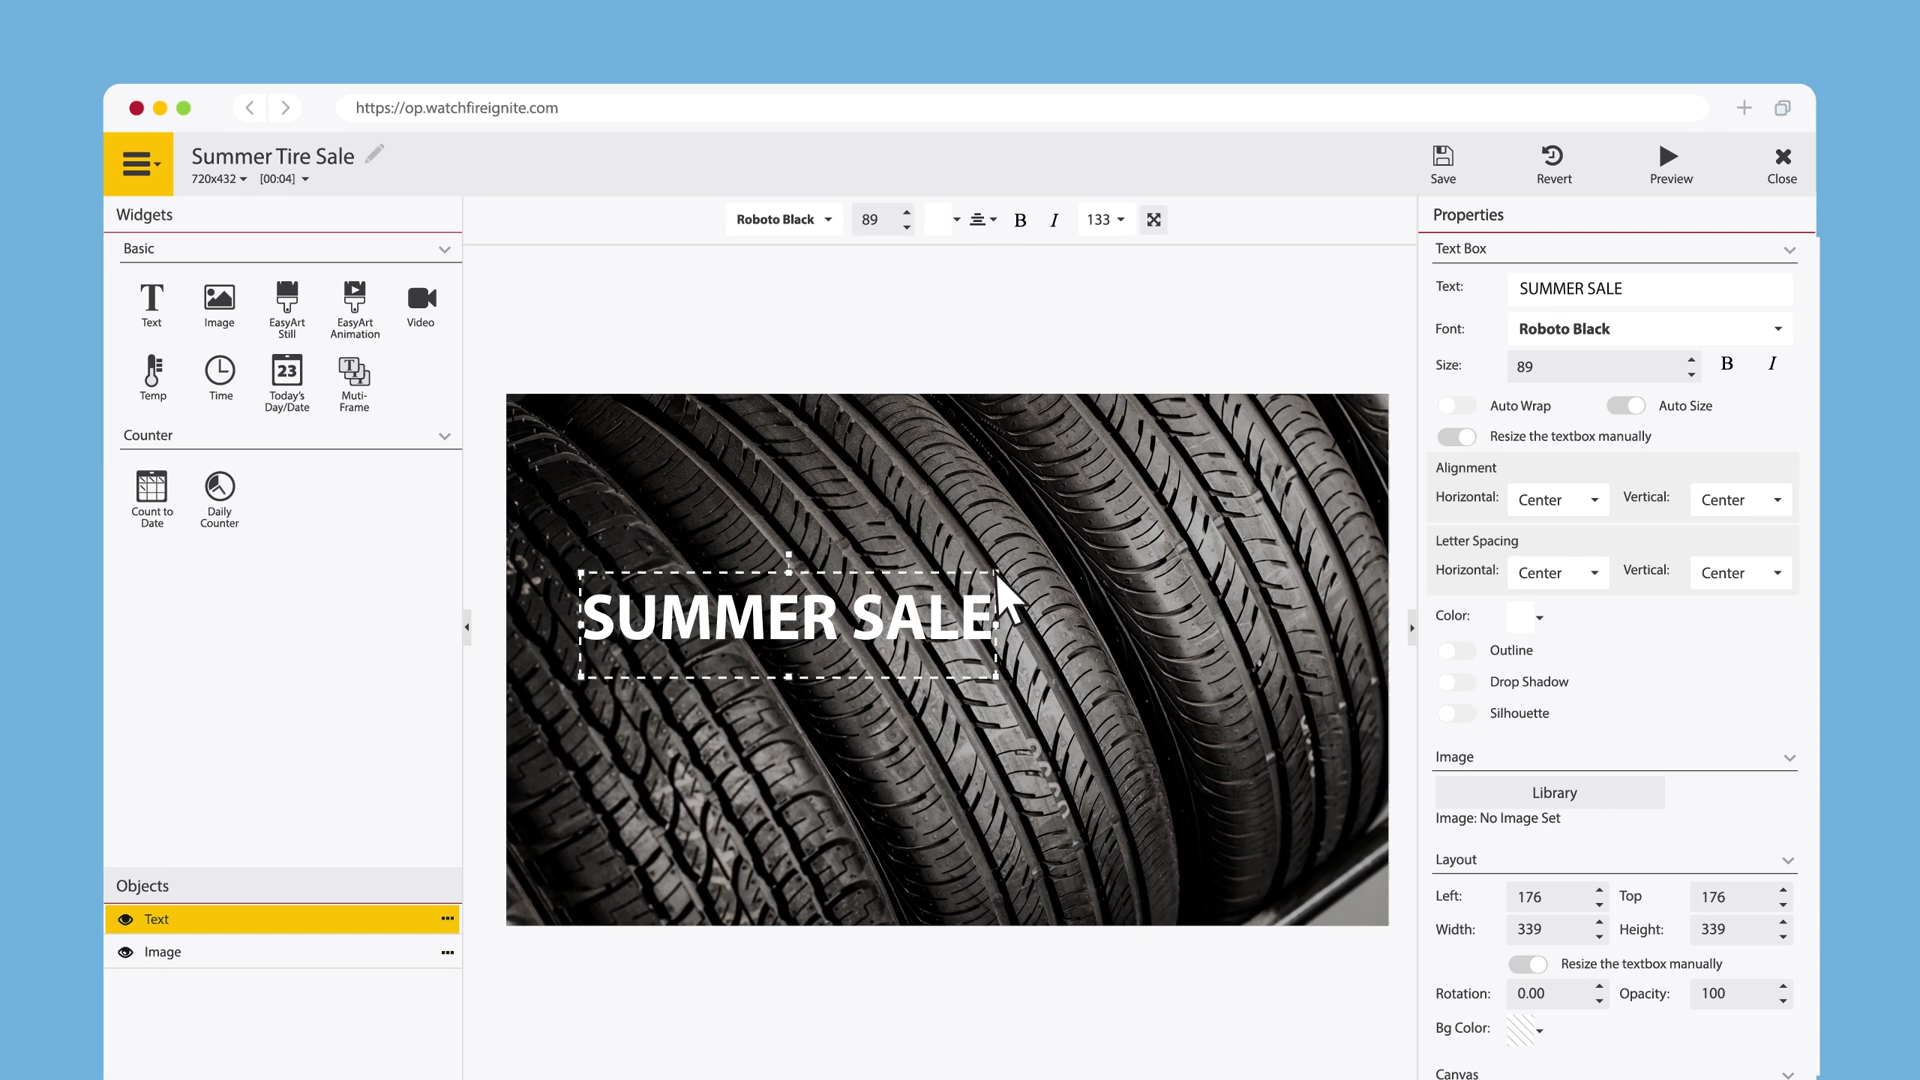 https://op.watchfireignite.com
Summer Tire Sale
720x432 [00:04]
Save
Revert
Preview
Close
Widgets
Basic
Text
Image
EasyArt Still
EasyArt Animation
Video
Temp
Time
23
Today's Day/Date
T
Muti-Frame
Counter
Count to Date
Daily Counter
Objects
Text
Image
Roboto Black 89 B I 133
SUMMER SALE
Properties
Text Box
Text: SUMMER SALE
Font: Roboto Black
Size: 89 B I
Auto Wrap Auto Size
Resize the textbox manually
Alignment
Horizontal: Center Vertical: Center
Letter Spacing
Horizontal: Center Vertical: Center
Color:
Outline
Drop Shadow
Silhouette
Image
Library
Image: No Image Set
Layout
Left: 176 Top 176
Width: 339 Height: 339
Resize the textbox manually
Rotation: 0.00 Opacity: 100
Bg Color:
Canvas